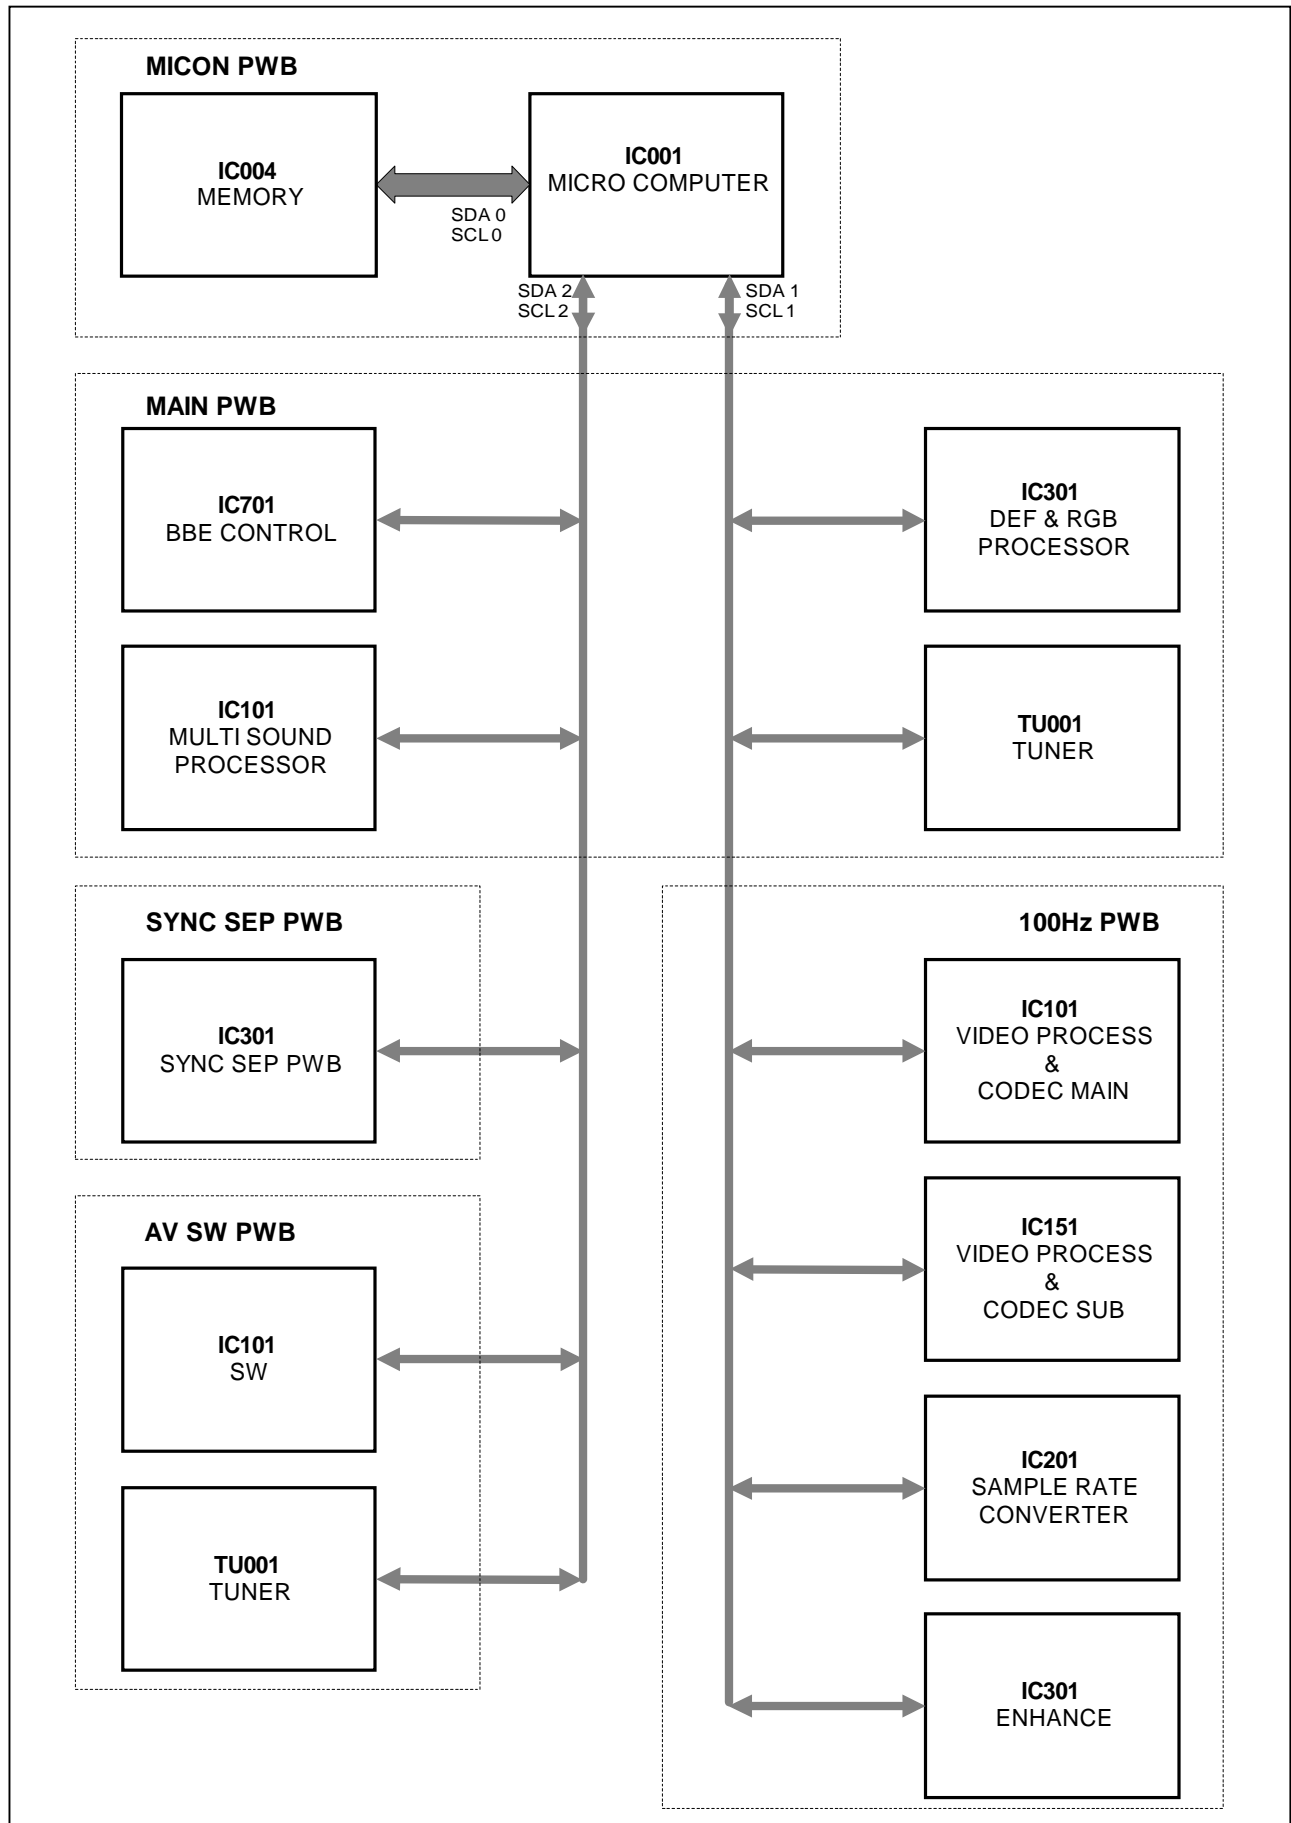 MICON PWB
IC004
MEMORY
IC001
MICRO COMPUTER
SDA 0
SCL 0
SDA 2
SCL 2
SDA 1
SCL 1
MAIN PWB
IC701
BBE CONTROL
IC301
DEF & RGB
PROCESSOR
IC101
MULTI SOUND
PROCESSOR
TU001
TUNER
SYNC SEP PWB
IC301
SYNC SEP PWB
100Hz PWB
IC101
VIDEO PROCESS
&
CODEC MAIN
IC151
VIDEO PROCESS
&
CODEC SUB
AV SW PWB
IC101
SW
IC201
SAMPLE RATE
CONVERTER
TU001
TUNER
IC301
ENHANCE